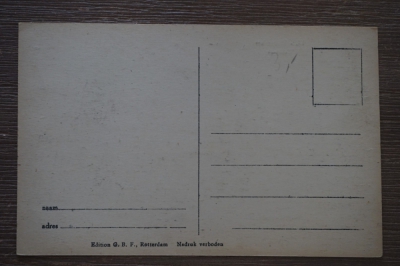 naam
adres
Edition Q. R. F., Rotterdam Nadruk verboden